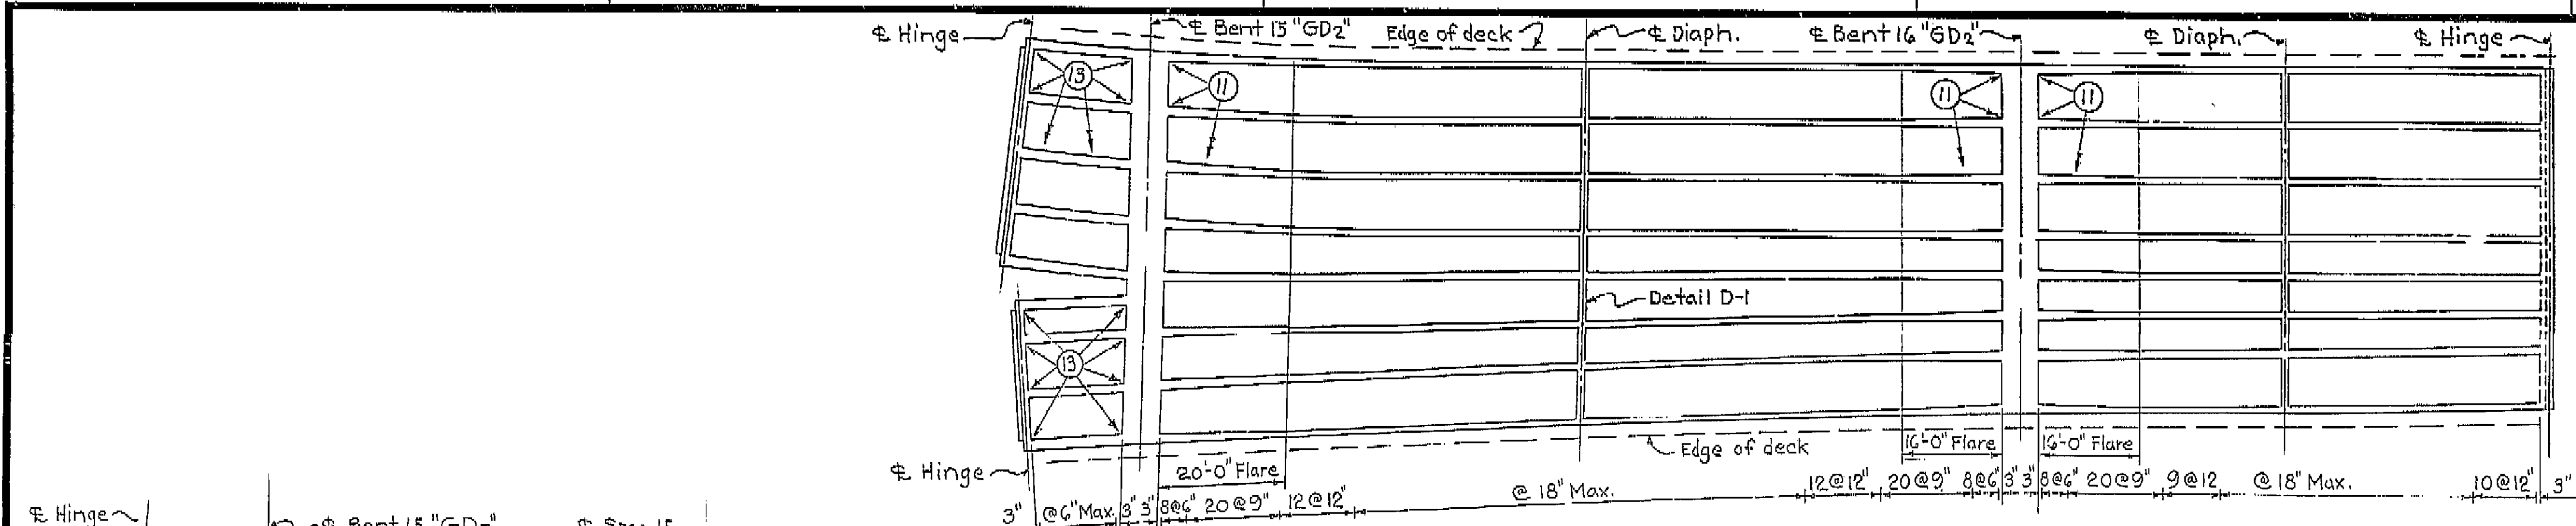 ℄ Hinge
℄ Bent 15 "GD2"
Edge of deck
℄ Diaph.
℄ Bent 16 "GD2"
℄ Diaph.
℄ Hinge
13
11
11
11
Detail D-1
13
Edge of deck
16'-0" Flare
16'-0" Flare
℄ Hinge
20'-0" Flare
3" @6"Max. 3" 3" 8@6" 20@9" 12@12" @ 18" Max. 12@12" 20@9" 8@6" 3" 3" 8@6" 20@9" 9@12 @ 18" Max. 10@12" 3"
℄ Hinge
℄ Bent 15 "GD